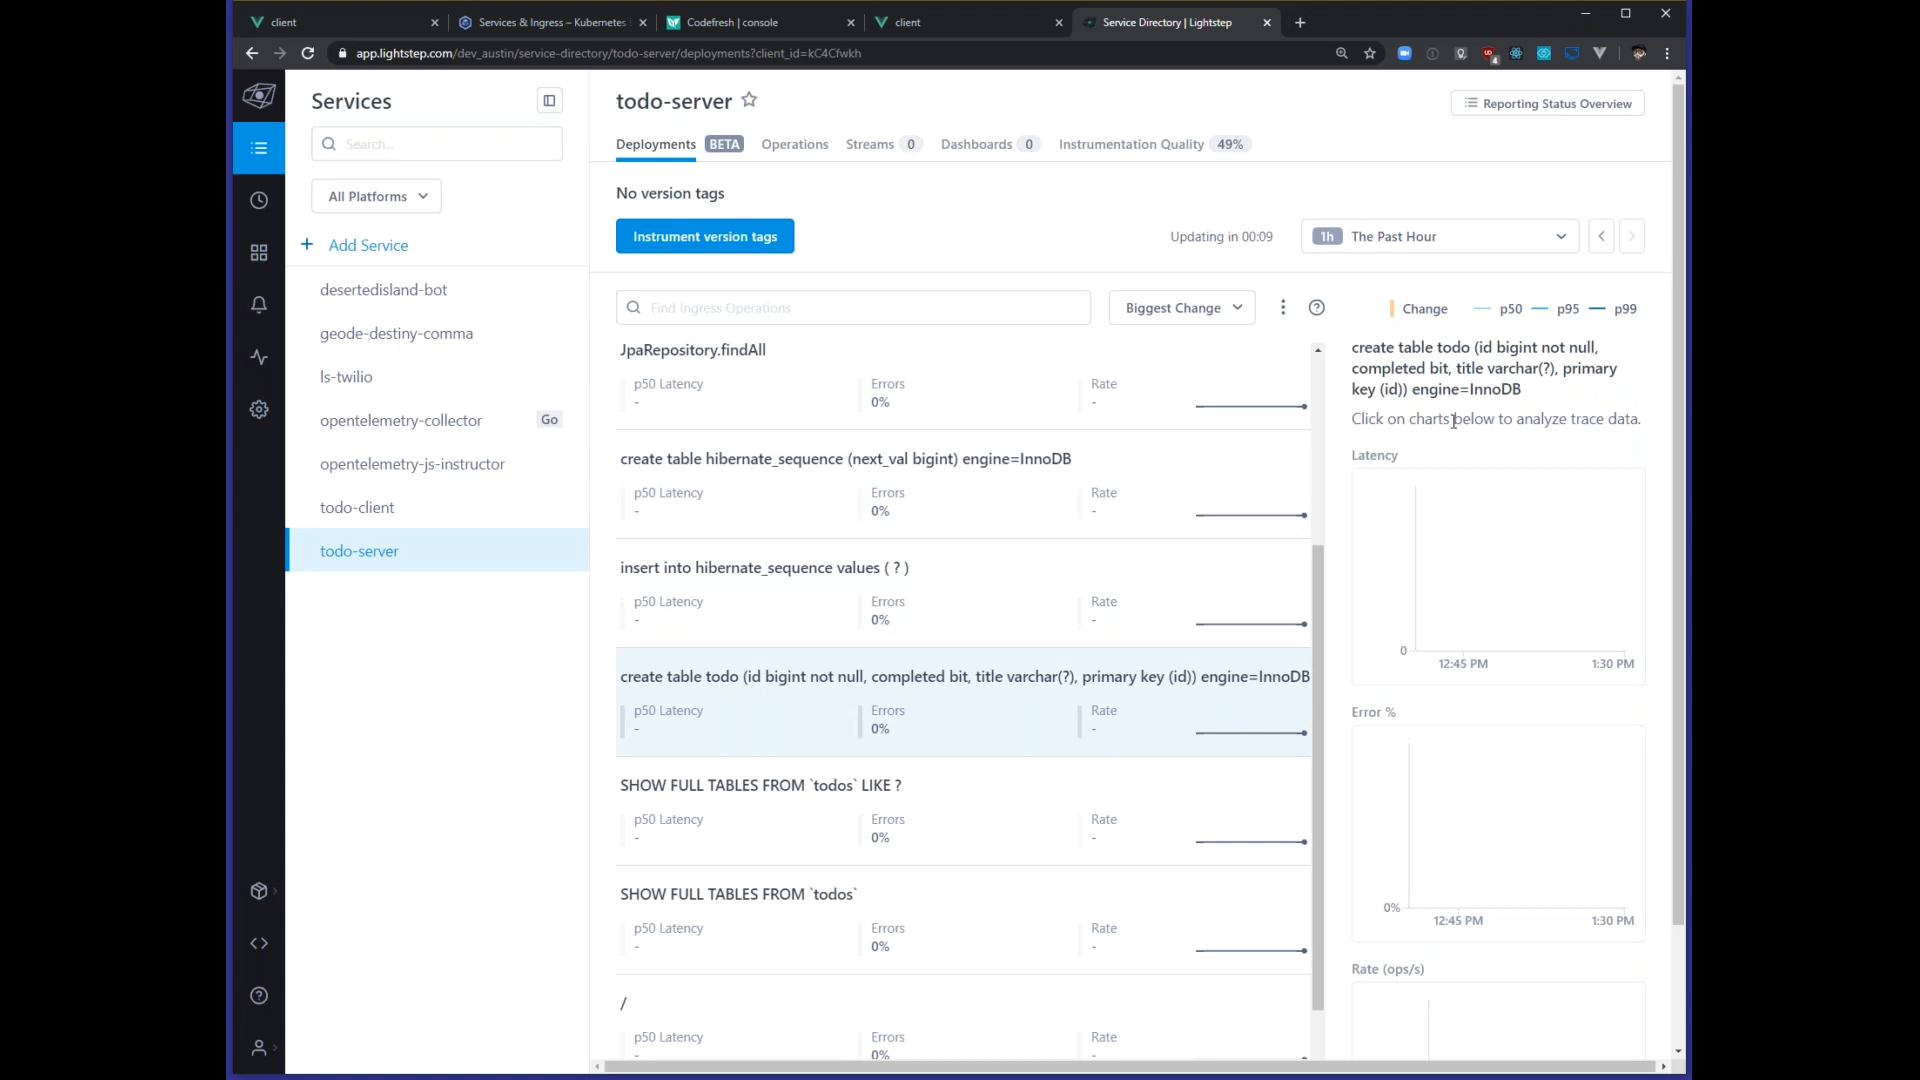 client
Services & Ingress – Kubernetes
Codefresh | console
client
Service Directory | Lightstep
app.lightstep.com/dev_austin/service-directory/todo-server/deployments?client_id=kC4Cfwkh
4
Services
Search...
All Platforms
+ Add Service
desertedisland-bot
geode-destiny-comma
ls-twilio
opentelemetry-collector Go
opentelemetry-js-instructor
todo-client
todo-server
todo-server
Reporting Status Overview
Deployments BETA Operations Streams 0 Dashboards 0 Instrumentation Quality 49%
No version tags
Instrument version tags
Updating in 00:09
1h The Past Hour
Find Ingress Operations
Biggest Change
Change p50 p95 p99
JpaRepository.findAll
p50 Latency Errors Rate
- 0% -
create table hibernate_sequence (next_val bigint) engine=InnoDB
p50 Latency Errors Rate
- 0% -
insert into hibernate_sequence values ( ? )
p50 Latency Errors Rate
- 0% -
create table todo (id bigint not null, completed bit, title varchar(?), primary key (id)) engine=InnoDB
p50 Latency Errors Rate
- 0% -
SHOW FULL TABLES FROM `todos` LIKE ?
p50 Latency Errors Rate
- 0% -
SHOW FULL TABLES FROM `todos`
p50 Latency Errors Rate
- 0% -
/
p50 Latency Errors Rate
- 0%
create table todo (id bigint not null,
completed bit, title varchar(?), primary
key (id)) engine=InnoDB
Click on charts below to analyze trace data.
Latency
0
12:45 PM 1:30 PM
Error %
0%
12:45 PM 1:30 PM
Rate (ops/s)